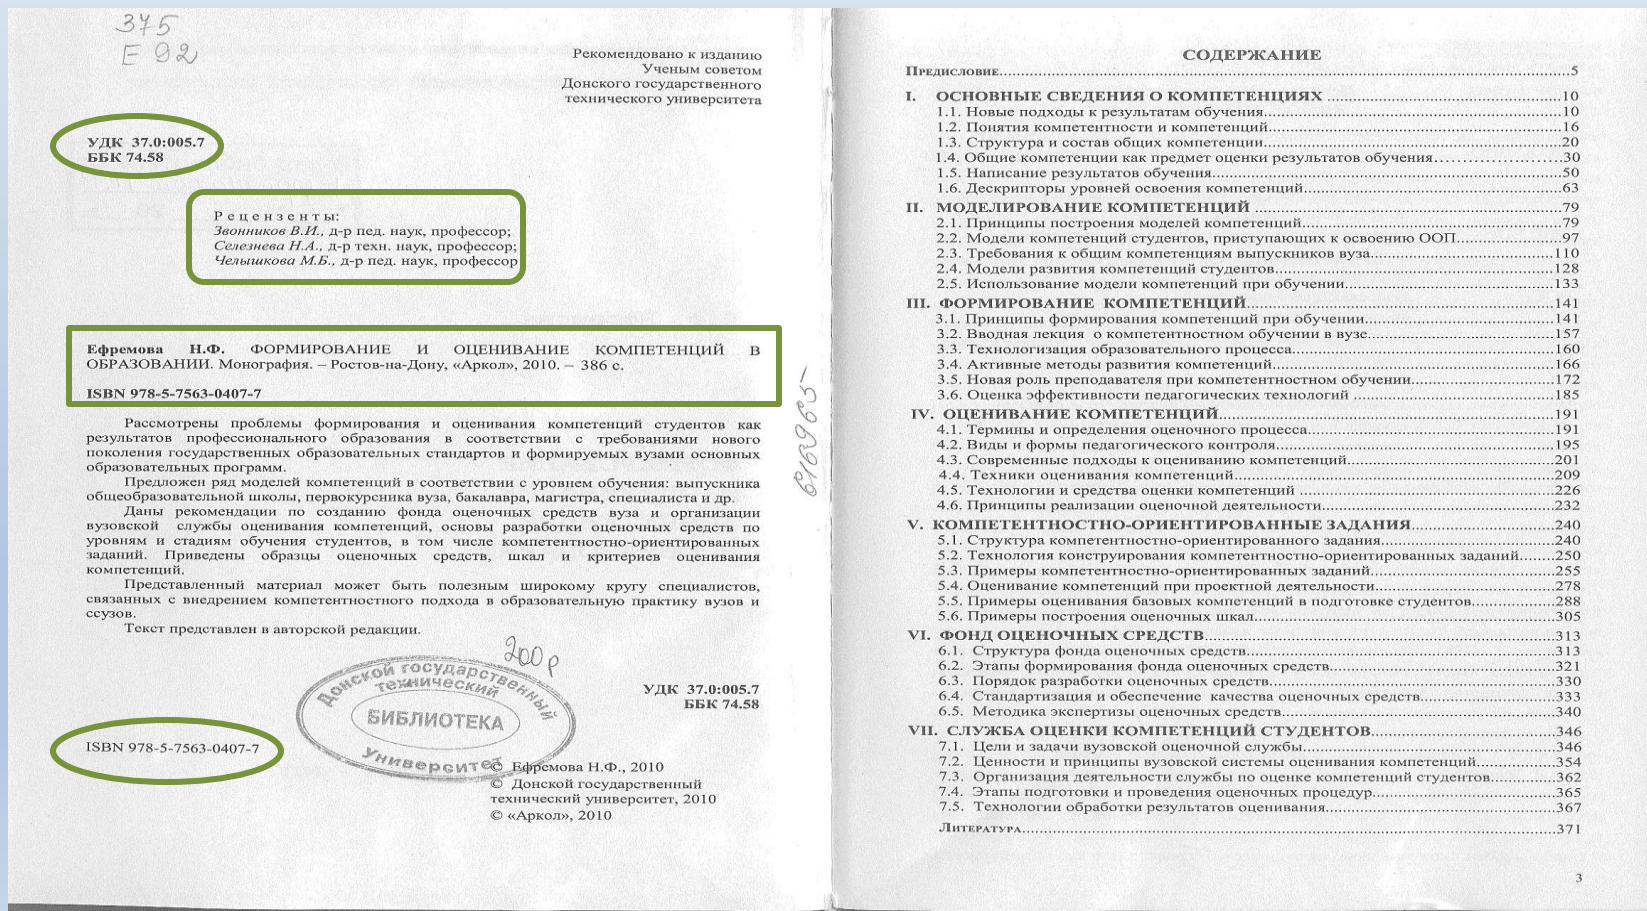 375
Е 92
Рекомендовано к изданию
Ученым советом
Донского государственного
технического университета
УДК 37.0:005.7
ББК 74.58
Рецензенты:
Звонников В.И., д-р пед. наук, профессор;
Селезнева Н.А., д-р техн. наук, профессор;
Челышкова М.Б., д-р пед. наук, профессор
Ефремова Н.Ф. ФОРМИРОВАНИЕ И ОЦЕНИВАНИЕ КОМПЕТЕНЦИЙ В
ОБРАЗОВАНИИ. Монография. – Ростов-на-Дону, «Аркол», 2010. – 386 с.
ISBN 978-5-7563-0407-7
Рассмотрены проблемы формирования и оценивания компетенций студентов как
результатов профессионального образования в соответствии с требованиями нового
поколения государственных образовательных стандартов и формируемых вузами основных
образовательных программ.
Предложен ряд моделей компетенций в соответствии с уровнем обучения: выпускника
общеобразовательной школы, первокурсника вуза, бакалавра, магистра, специалиста и др.
Даны рекомендации по созданию фонда оценочных средств вуза и организации
вузовской службы оценивания компетенций, основы разработки оценочных средств по
уровням и стадиям обучения студентов, в том числе компетентностно-ориентированных
заданий. Приведены образцы оценочных средств, шкал и критериев оценивания
компетенций.
Представленный материал может быть полезным широкому кругу специалистов,
связанных с внедрением компетентностного подхода в образовательную практику вузов и
ссузов.
Текст представлен в авторской редакции.
200р
Донской государственный
технический
БИБЛИОТЕКА
Университет
УДК 37.0:005.7
ББК 74.58
ISBN 978-5-7563-0407-7
© Ефремова Н.Ф., 2010
© Донской государственный
технический университет, 2010
© «Аркол», 2010
СОДЕРЖАНИЕ
Предисловие...5
I. ОСНОВНЫЕ СВЕДЕНИЯ О КОМПЕТЕНЦИЯХ ...10
1.1. Новые подходы к результатам обучения...10
1.2. Понятия компетентности и компетенций...16
1.3. Структура и состав общих компетенции...20
1.4. Общие компетенции как предмет оценки результатов обучения...30
1.5. Написание результатов обучения...50
1.6. Дескрипторы уровней освоения компетенций...63
II. МОДЕЛИРОВАНИЕ КОМПЕТЕНЦИЙ ...79
2.1. Принципы построения моделей компетенций...79
2.2. Модели компетенций студентов, приступающих к освоению ООП...97
2.3. Требования к общим компетенциям выпускников вуза...110
2.4. Модели развития компетенций студентов...128
2.5. Использование модели компетенций при обучении...133
III. ФОРМИРОВАНИЕ КОМПЕТЕНЦИЙ...141
3.1. Принципы формирования компетенций при обучении...141
3.2. Вводная лекция о компетентностном обучении в вузе...157
3.3. Технологизация образовательного процесса...160
3.4. Активные методы развития компетенций...166
3.5. Новая роль преподавателя при компетентностном обучении...172
3.6. Оценка эффективности педагогических технологий ...185
IV. ОЦЕНИВАНИЕ КОМПЕТЕНЦИЙ...191
4.1. Термины и определения оценочного процесса...191
4.2. Виды и формы педагогического контроля...195
4.3. Современные подходы к оцениванию компетенций...201
4.4. Техники оценивания компетенций...209
4.5. Технологии и средства оценки компетенций ...226
4.6. Принципы реализации оценочной деятельности...232
V. КОМПЕТЕНТНОСТНО-ОРИЕНТИРОВАННЫЕ ЗАДАНИЯ...240
5.1. Структура компетентностно-ориентированного задания...240
5.2. Технология конструирования компетентностно-ориентированных заданий...250
5.3. Примеры компетентностно-ориентированных заданий...255
5.4. Оценивание компетенций при проектной деятельности...278
5.5. Примеры оценивания базовых компетенций в подготовке студентов...288
5.6. Примеры построения оценочных шкал...305
VI. ФОНД ОЦЕНОЧНЫХ СРЕДСТВ...313
6.1. Структура фонда оценочных средств...313
6.2. Этапы формирования фонда оценочных средств...321
6.3. Порядок разработки оценочных средств...330
6.4. Стандартизация и обеспечение качества оценочных средств...333
6.5. Методика экспертизы оценочных средств...340
VII. СЛУЖБА ОЦЕНКИ КОМПЕТЕНЦИЙ СТУДЕНТОВ...346
7.1. Цели и задачи вузовской оценочной службы...346
7.2. Ценности и принципы вузовской системы оценивания компетенций...354
7.3. Организация деятельности службы по оценке компетенций студентов...362
7.4. Этапы подготовки и проведения оценочных процедур...365
7.5. Технологии обработки результатов оценивания...367
Литература...371
3